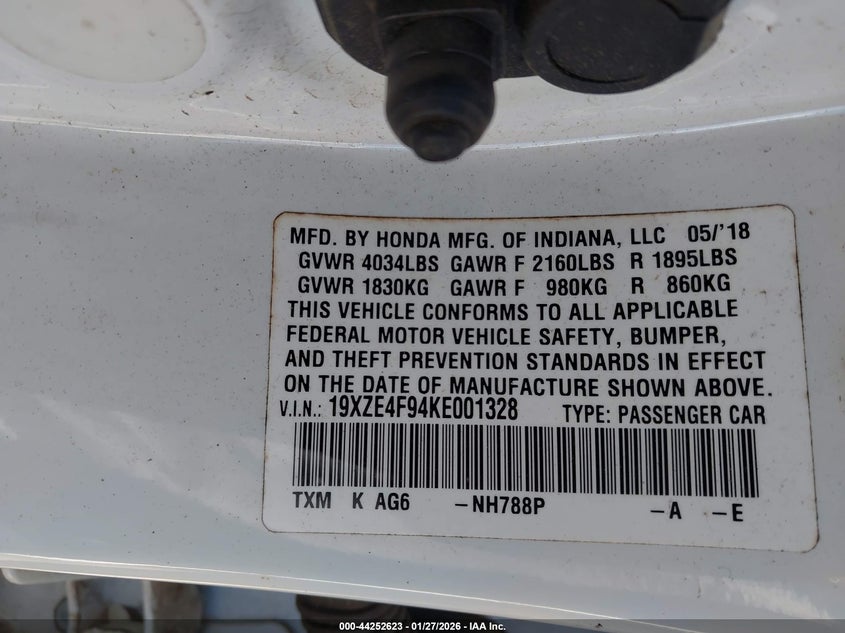 MFD. BY HONDA MFG. OF INDIANA, LLC 05/'18
GVWR 4034LBS GAWR F 2160LBS R 1895LBS
GVWR 1830KG GAWR F 980KG R 860KG
THIS VEHICLE CONFORMS TO ALL APPLICABLE
FEDERAL MOTOR VEHICLE SAFETY, BUMPER,
AND THEFT PREVENTION STANDARDS IN EFFECT
ON THE DATE OF MANUFACTURE SHOWN ABOVE.
V.I.N.: 19XZE4F94KE001328 TYPE: PASSENGER CAR
TXM K AG6 -NH788P -A -E
000-44252623 - 01/27/2026 - IAA Inc.